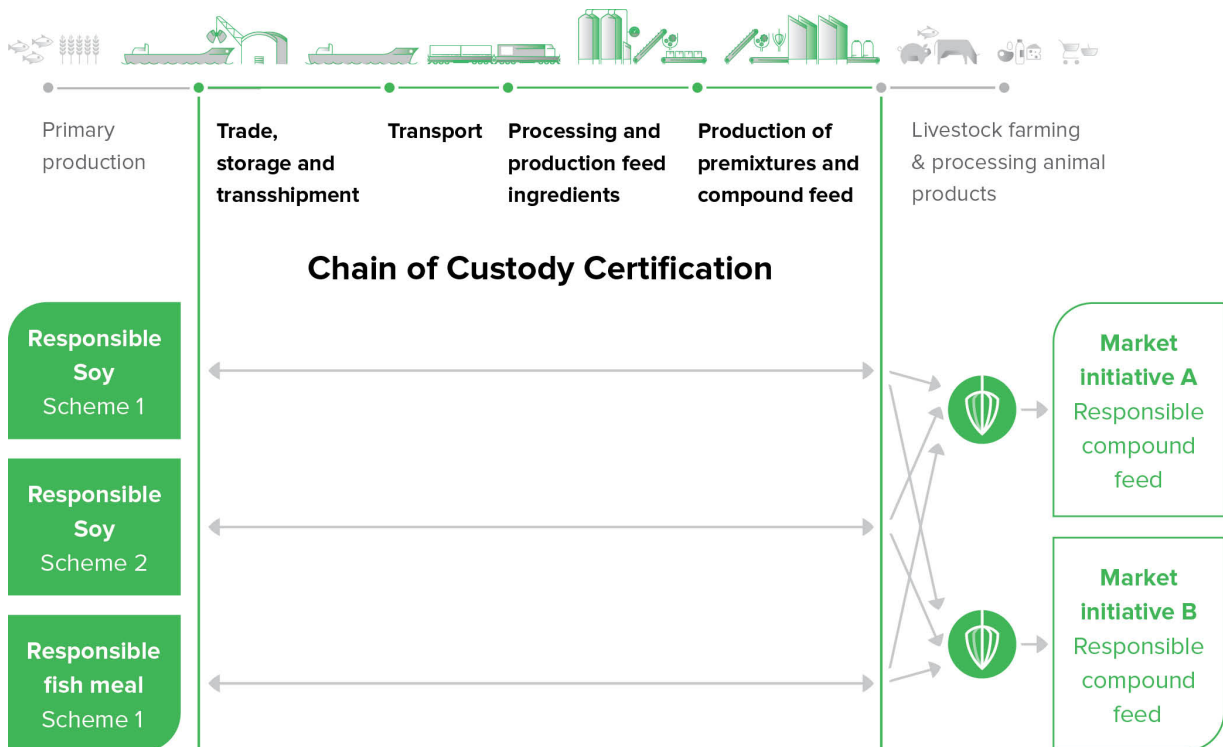 Primary
production
Trade,
storage and
transshipment
Transport
Processing and
production feed
ingredients
Production of
premixtures and
compound feed
Livestock farming
& processing animal
products
Chain of Custody Certification
Responsible
Soy
Scheme 1
Responsible
Soy
Scheme 2
Responsible
fish meal
Scheme 1
Market
initiative A
Responsible
compound
feed
Market
initiative B
Responsible
compound
feed